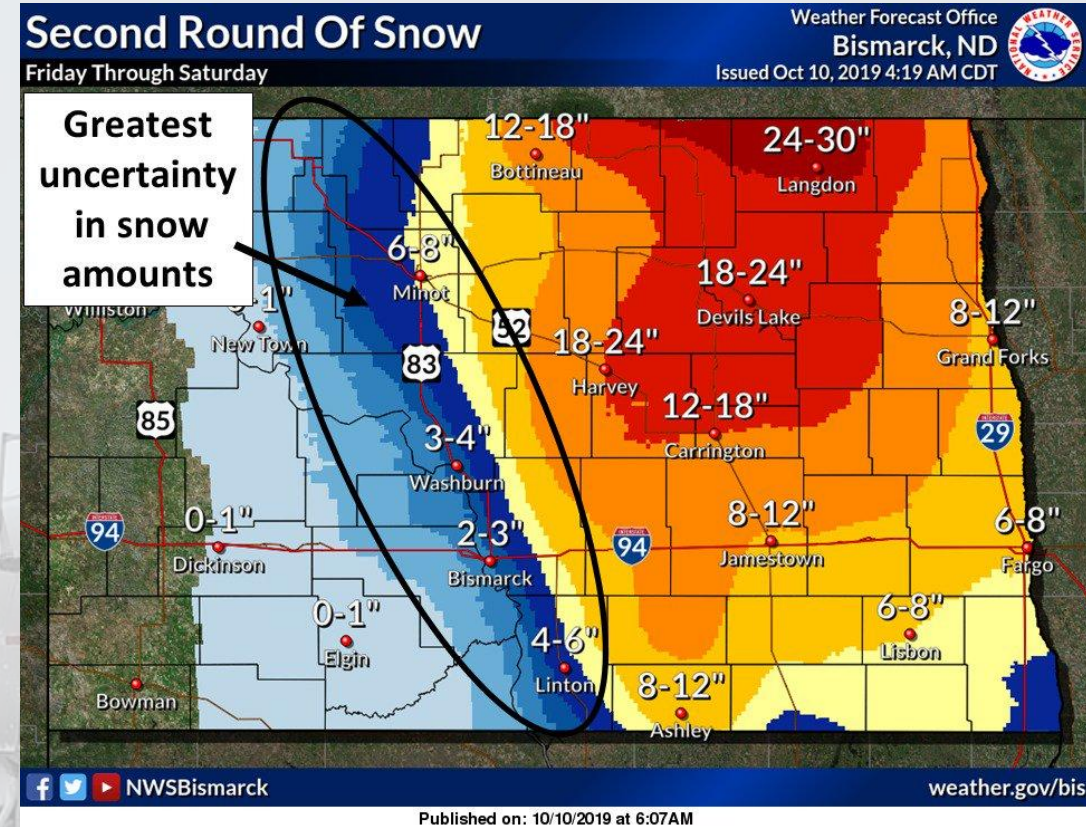 Second Round Of Snow
Friday Through Saturday
Weather Forecast Office
Bismarck, ND
Issued Oct 10, 2019 4:19 AM CDT
Greatest
uncertainty
in snow
amounts
12-18"
Bottineau
24-30"
Langdon
6-8"
Minot
Williston
-1"
New Town
52
18-24"
Devils Lake
8-12"
Grand Forks
18-24"
Harvey
83
85
12-18"
Carrington
29
3-4"
Washburn
94
0-1"
Dickinson
2-3"
Bismarck
94
8-12"
Jamestown
6-8"
Fargo
0-1"
Elgin
6-8"
Lisbon
4-6"
Linton
Bowman
8-12"
Ashley
NWSBismarck
weather.gov/bis
Published on: 10/10/2019 at 6:07AM